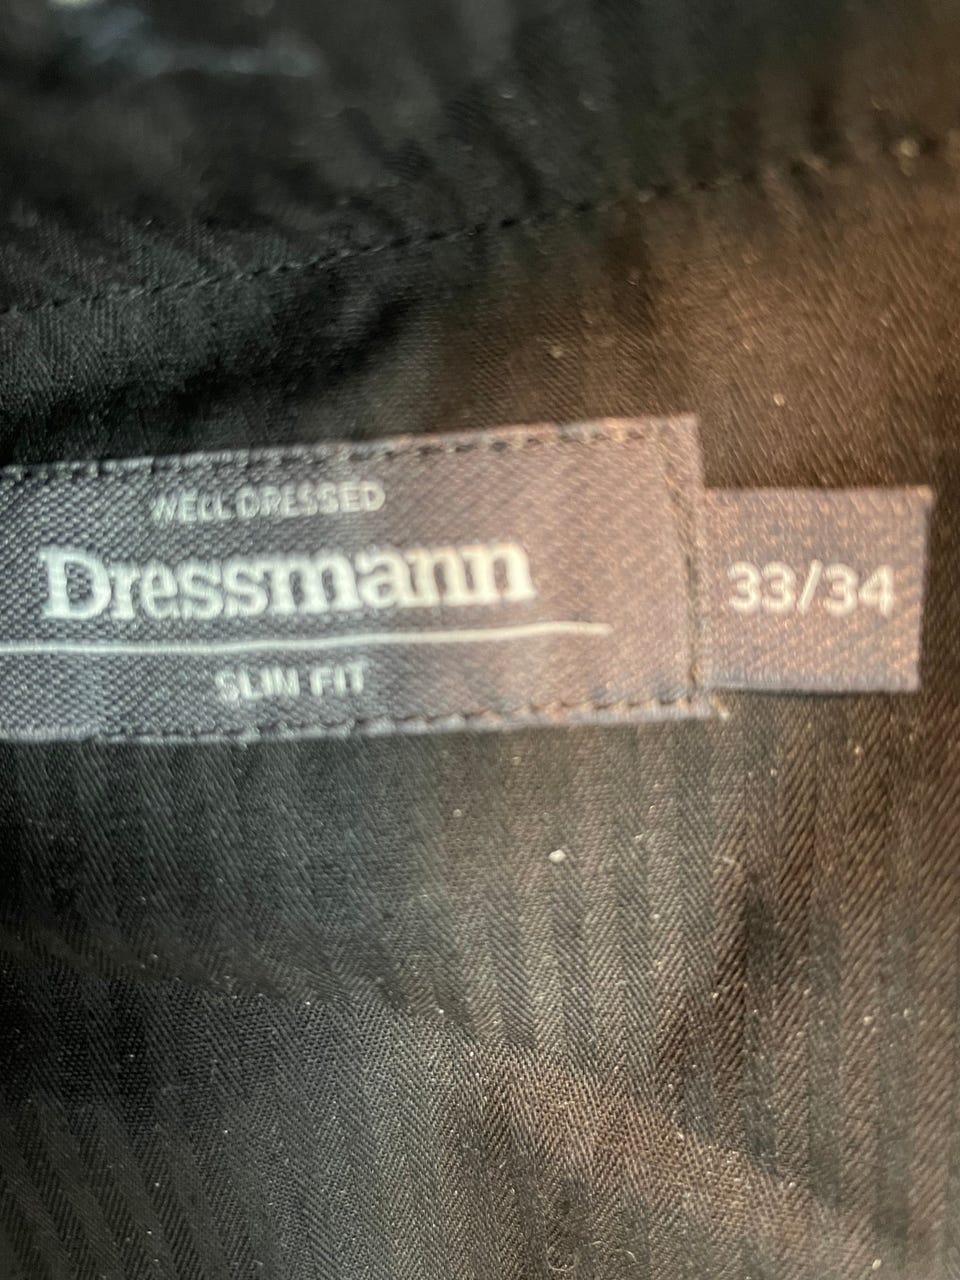 WELL DRESSED
Dressmann
SLIM FIT
33/34